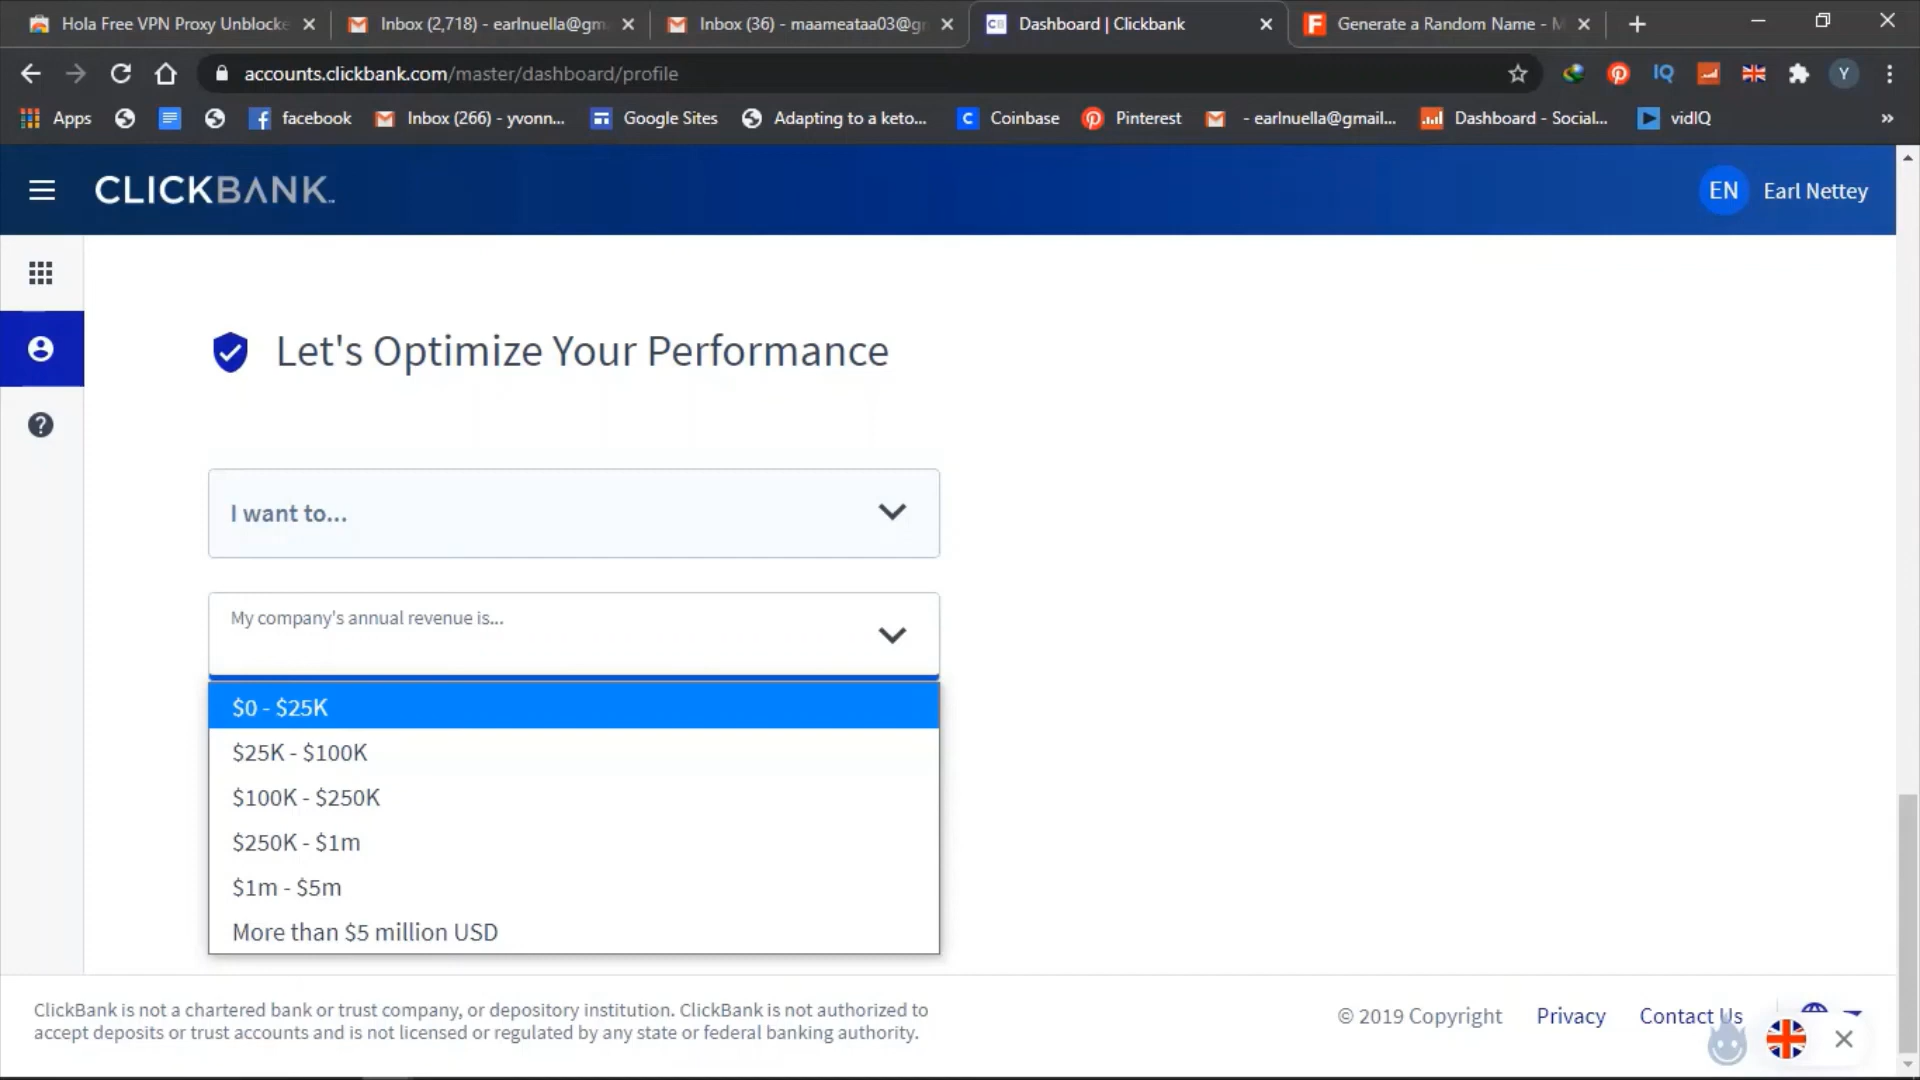 Hola Free VPN Proxy Unblocke
Inbox (2,718) - earlnuella@gm
Inbox (36) - maameataa03@g
Dashboard | Clickbank
Generate a Random Name -
accounts.clickbank.com/master/dashboard/profile
IQ
Y
Apps
facebook
Inbox (266) - yvonn...
Google Sites
Adapting to a keto...
Coinbase
Pinterest
- earlnuella@gmail...
Dashboard - Social...
vidIQ
»
CLICKBANK
EN
Earl Nettey
Let's Optimize Your Performance
I want to...
My company's annual revenue is...
$0 - $25K
$25K - $100K
$100K - $250K
$250K - $1m
$1m - $5m
More than $5 million USD
ClickBank is not a chartered bank or trust company, or depository institution. ClickBank is not authorized to
accept deposits or trust accounts and is not licensed or regulated by any state or federal banking authority.
© 2019 Copyright
Privacy
Contact Us